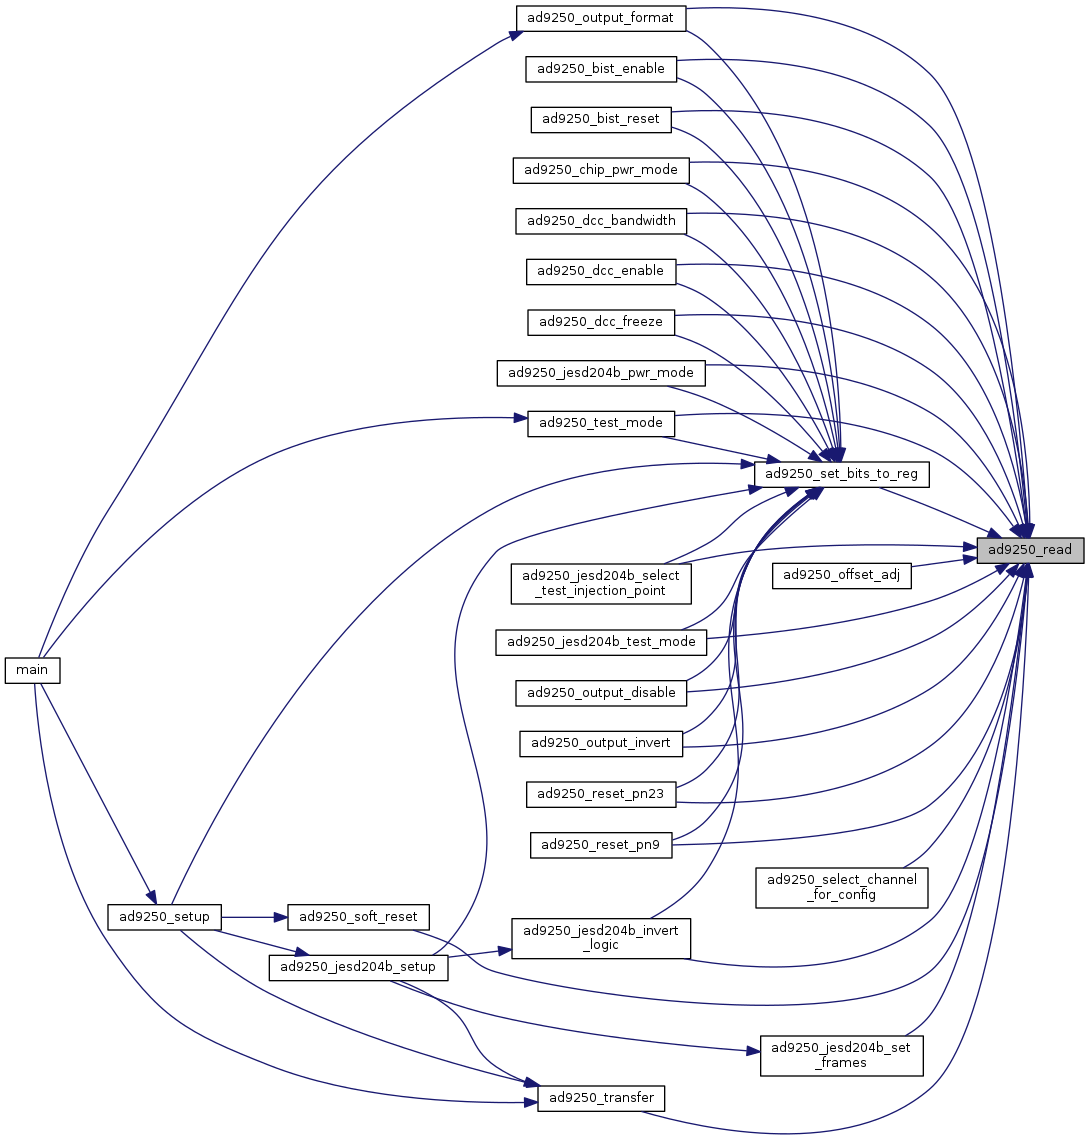 ad9250_output_format
ad9250_bist_enable
ad9250_bist_reset
ad9250_chip_pwr_mode
ad9250_dcc_bandwidth
ad9250_dcc_enable
ad9250_dcc_freeze
ad9250_jesd204b_pwr_mode
ad9250_test_mode
ad9250_set_bits_to_reg
ad9250_read
ad9250_jesd204b_select
_test_injection_point
ad9250_offset_adj
ad9250_jesd204b_test_mode
main
ad9250_output_disable
ad9250_output_invert
ad9250_reset_pn23
ad9250_reset_pn9
ad9250_select_channel
_for_config
ad9250_setup
ad9250_soft_reset
ad9250_jesd204b_invert
_logic
ad9250_jesd204b_setup
ad9250_jesd204b_set
_frames
ad9250_transfer